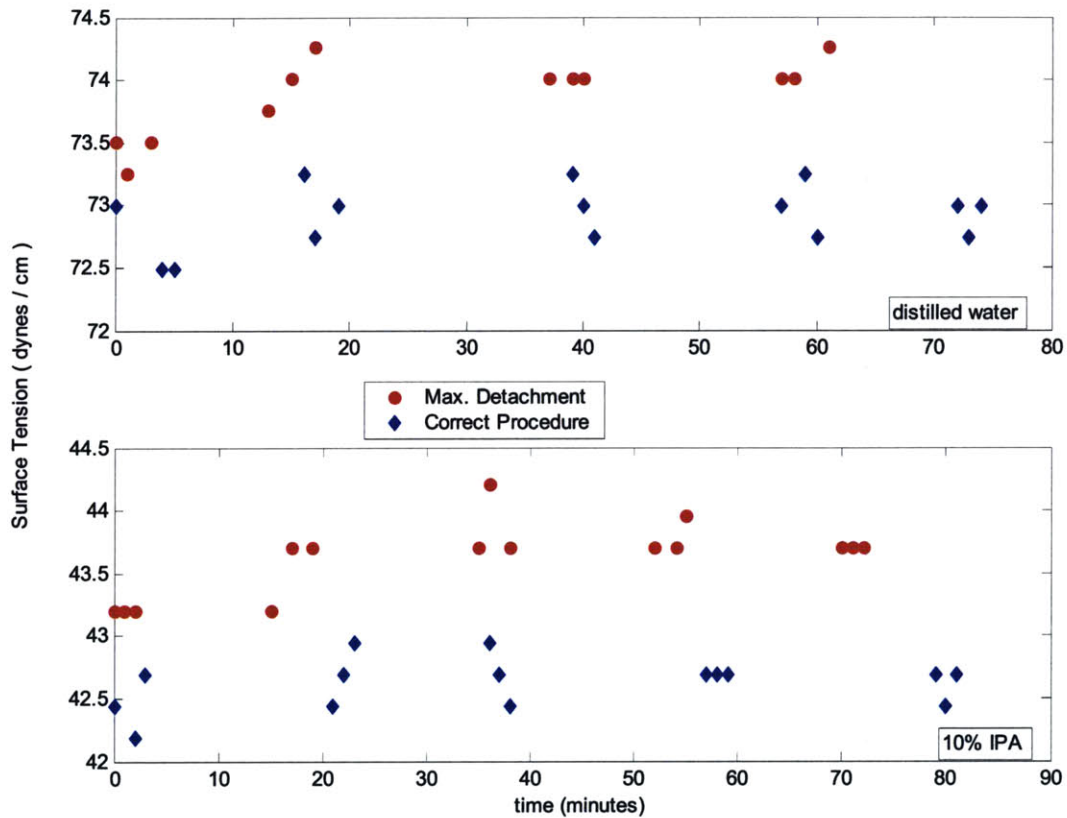 74.5
74
73.5
73
72.5
72
0 10 20 30 40 50 60 70 80
distilled water
Surface Tension ( dynes / cm )
Max. Detachment
Correct Procedure
44.5
44
43.5
43
42.5
42
0 10 20 30 40 50 60 70 80 90
10% IPA
time (minutes)